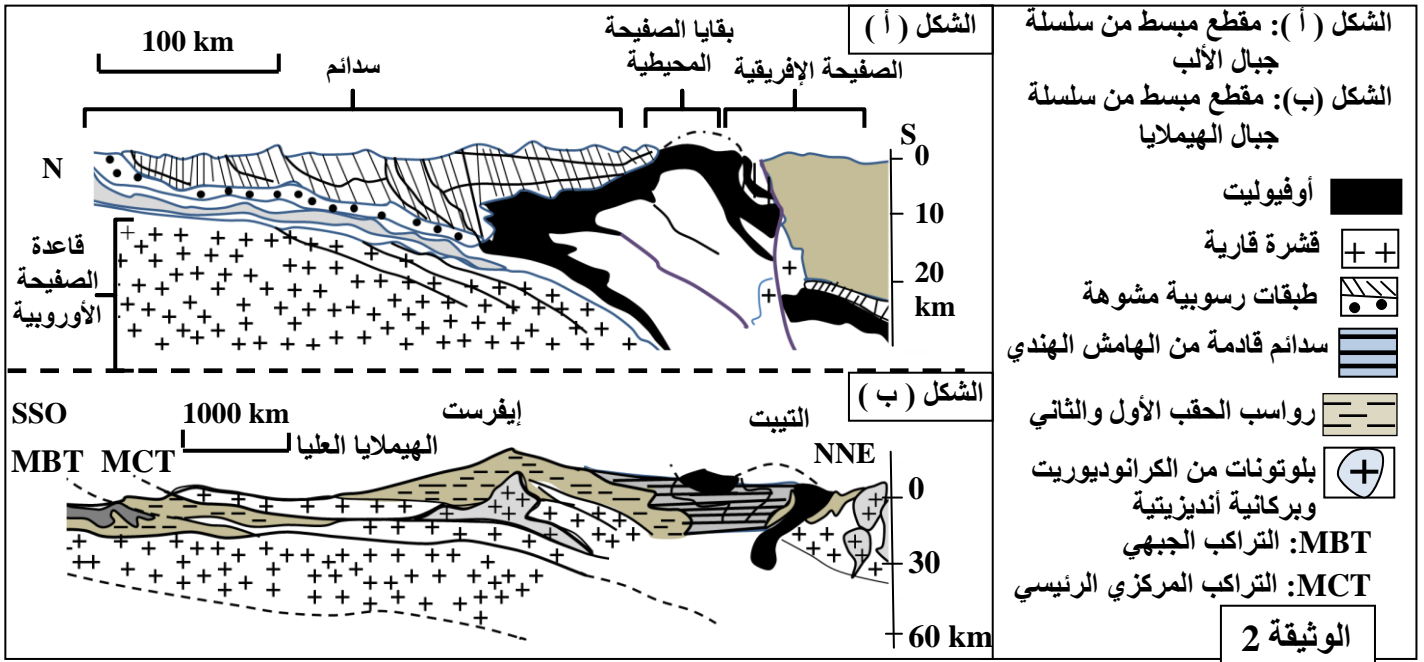 الشكل ( أ ): مقطع مبسط من سلسلة
جبال الألب
الشكل (ب): مقطع مبسط من سلسلة
جبال الهيملايا
أوفيوليت
قشرة قارية
طبقات رسوبية مشوهة
سدائم قادمة من الهامش الهندي
رواسب الحقب الأول والثاني
بلوتونات من الكرانوديوريت
وبركانية أنديزيتية
MBT: التراكب الجبهي
MCT: التراكب المركزي الرئيسي
الوثيقة 2
الشكل ( أ )
100 km
بقايا الصفيحة
المحيطية
الصفيحة الإفريقية
سدائم
N
S
0
10
20
km
قاعدة
الصفيحة
الأوروبية
الشكل ( ب )
SSO
1000 km
إيفرست
التيبت
الهيملايا العليا
NNE
MBT MCT
0
30
60 km